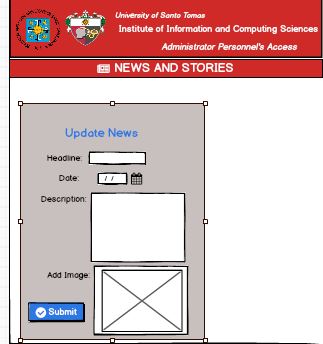 University of Santo Tomas
Institute of Information and Computing Sciences
Administrator Personnel's Access
NEWS AND STORIES
Update News
Headline:
Date: / /
Description:
Add Image:
Submit